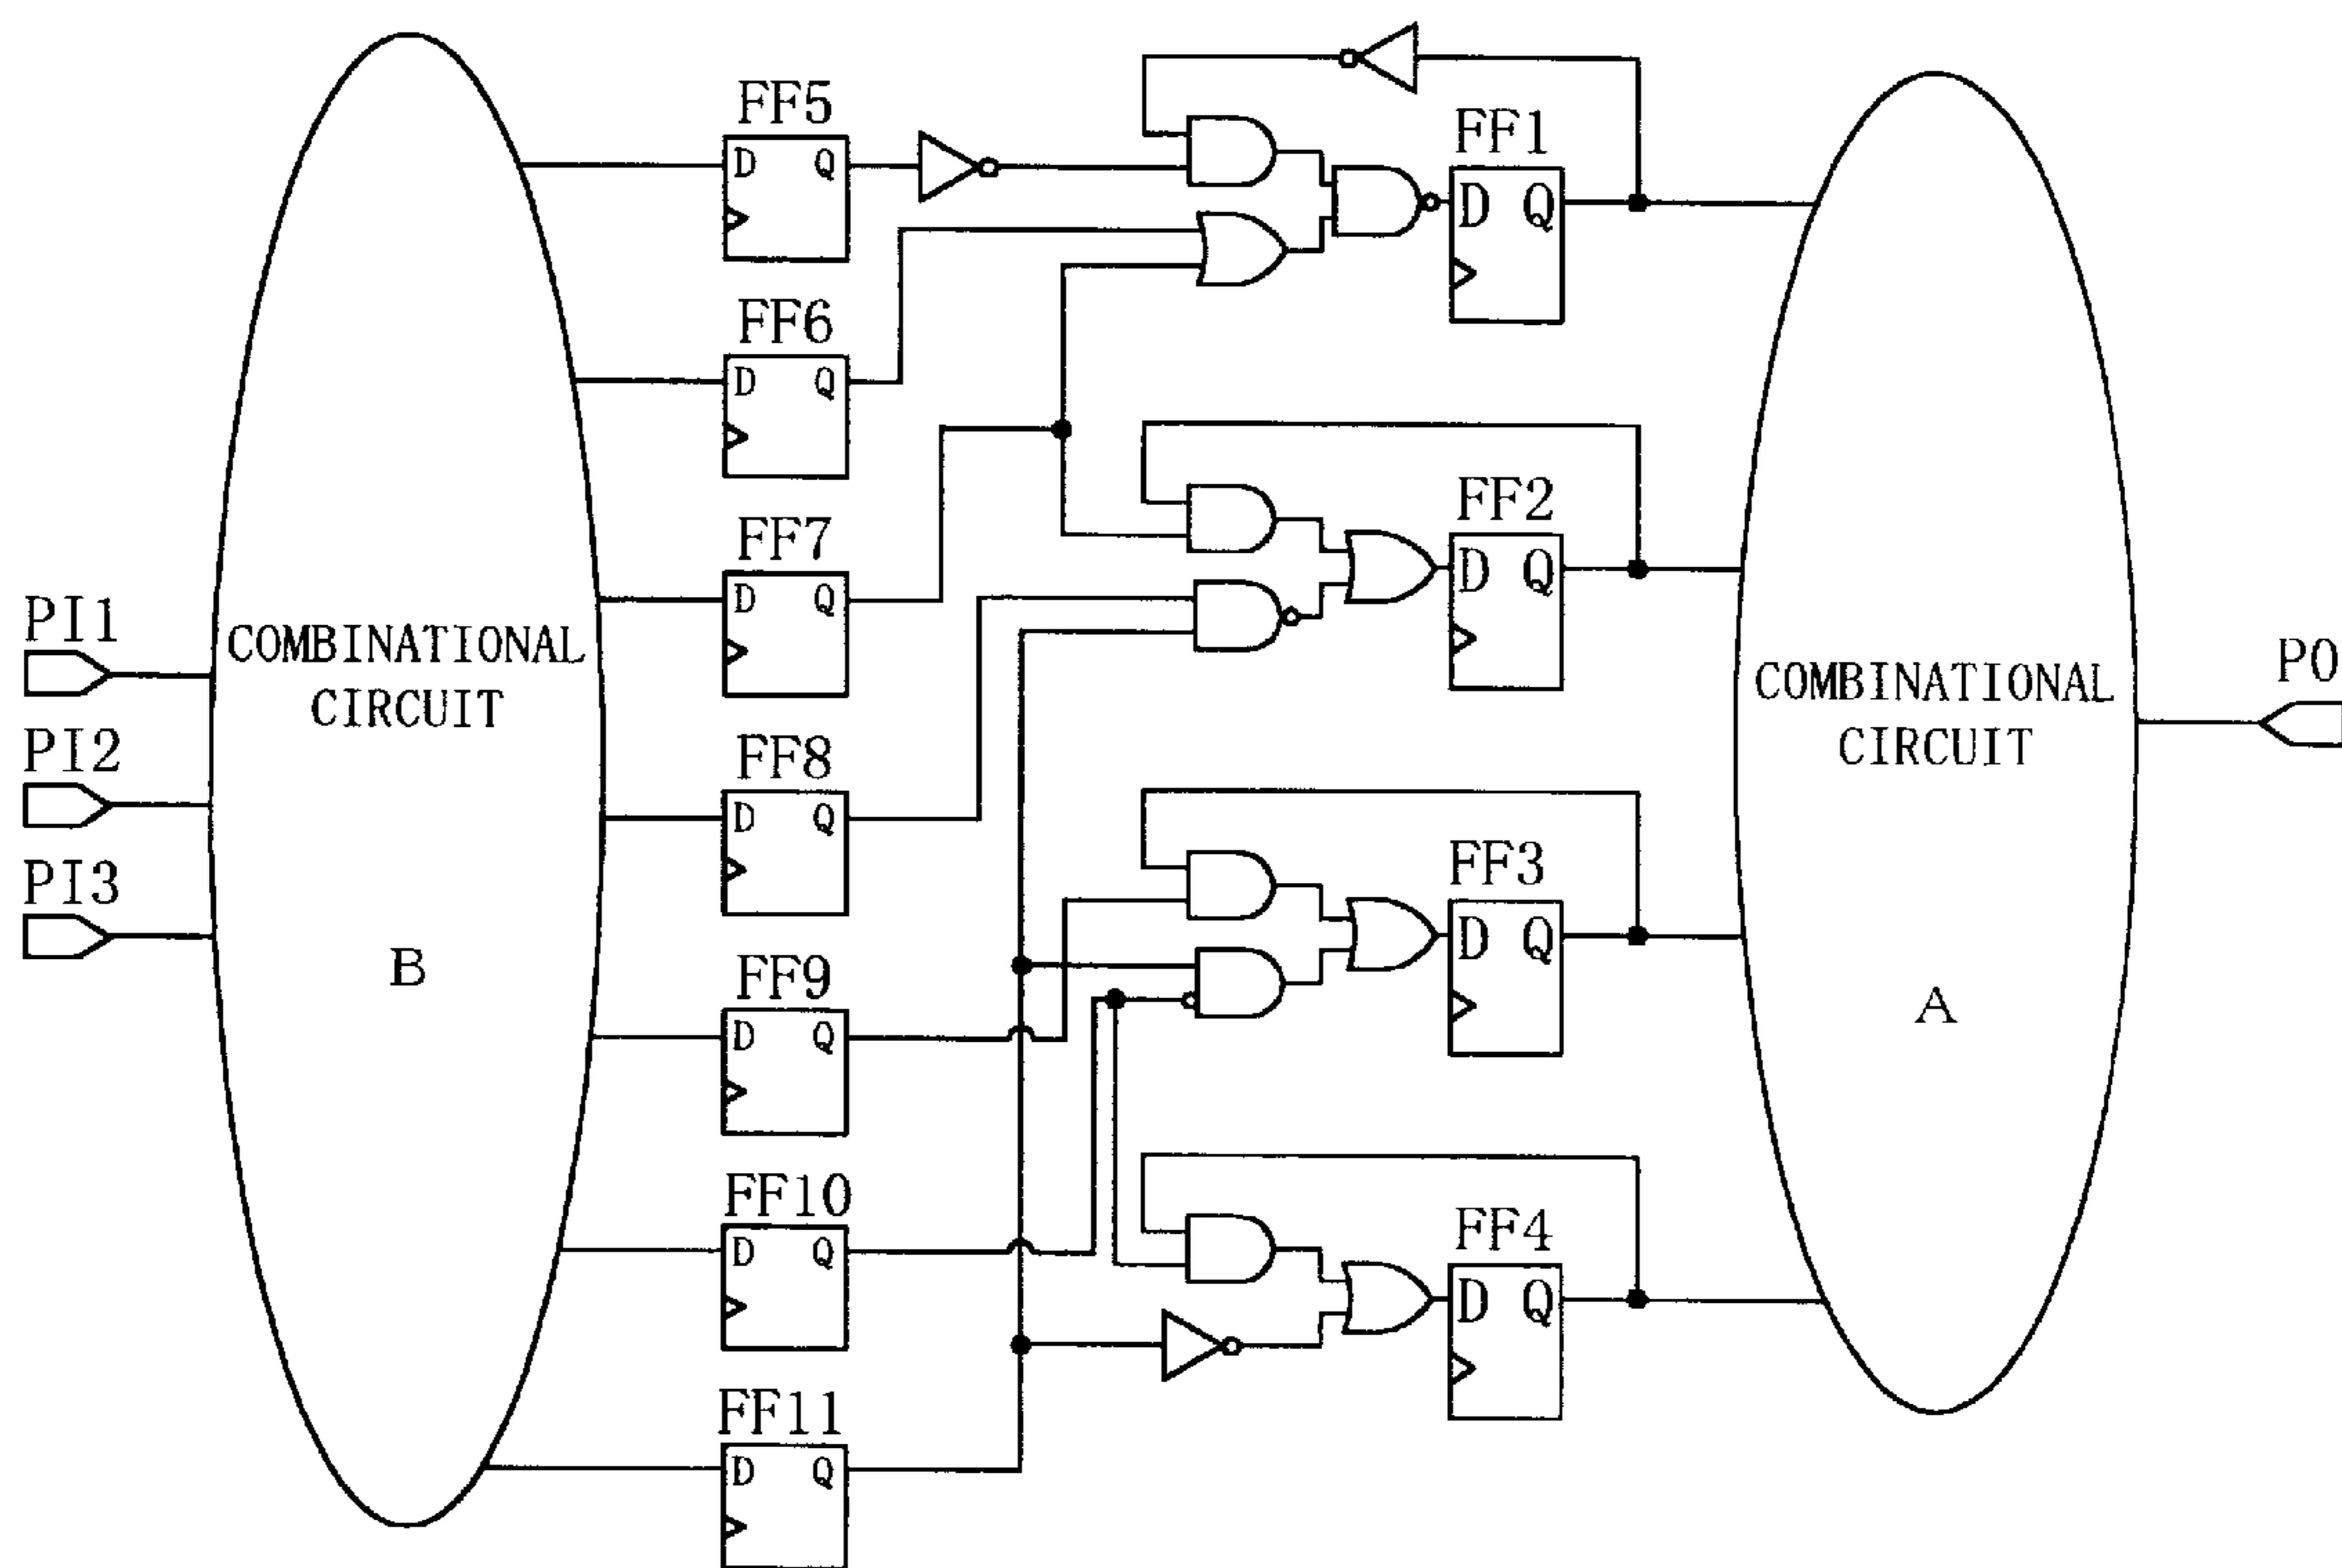 PI1
PI2
PI3
COMBINATIONAL
CIRCUIT
B
FF5
D Q
FF6
D Q
FF7
D Q
FF8
D Q
FF9
D Q
FF10
D Q
FF11
D Q
FF1
D Q
FF2
D Q
FF3
D Q
FF4
D Q
COMBINATIONAL
CIRCUIT
A
PO